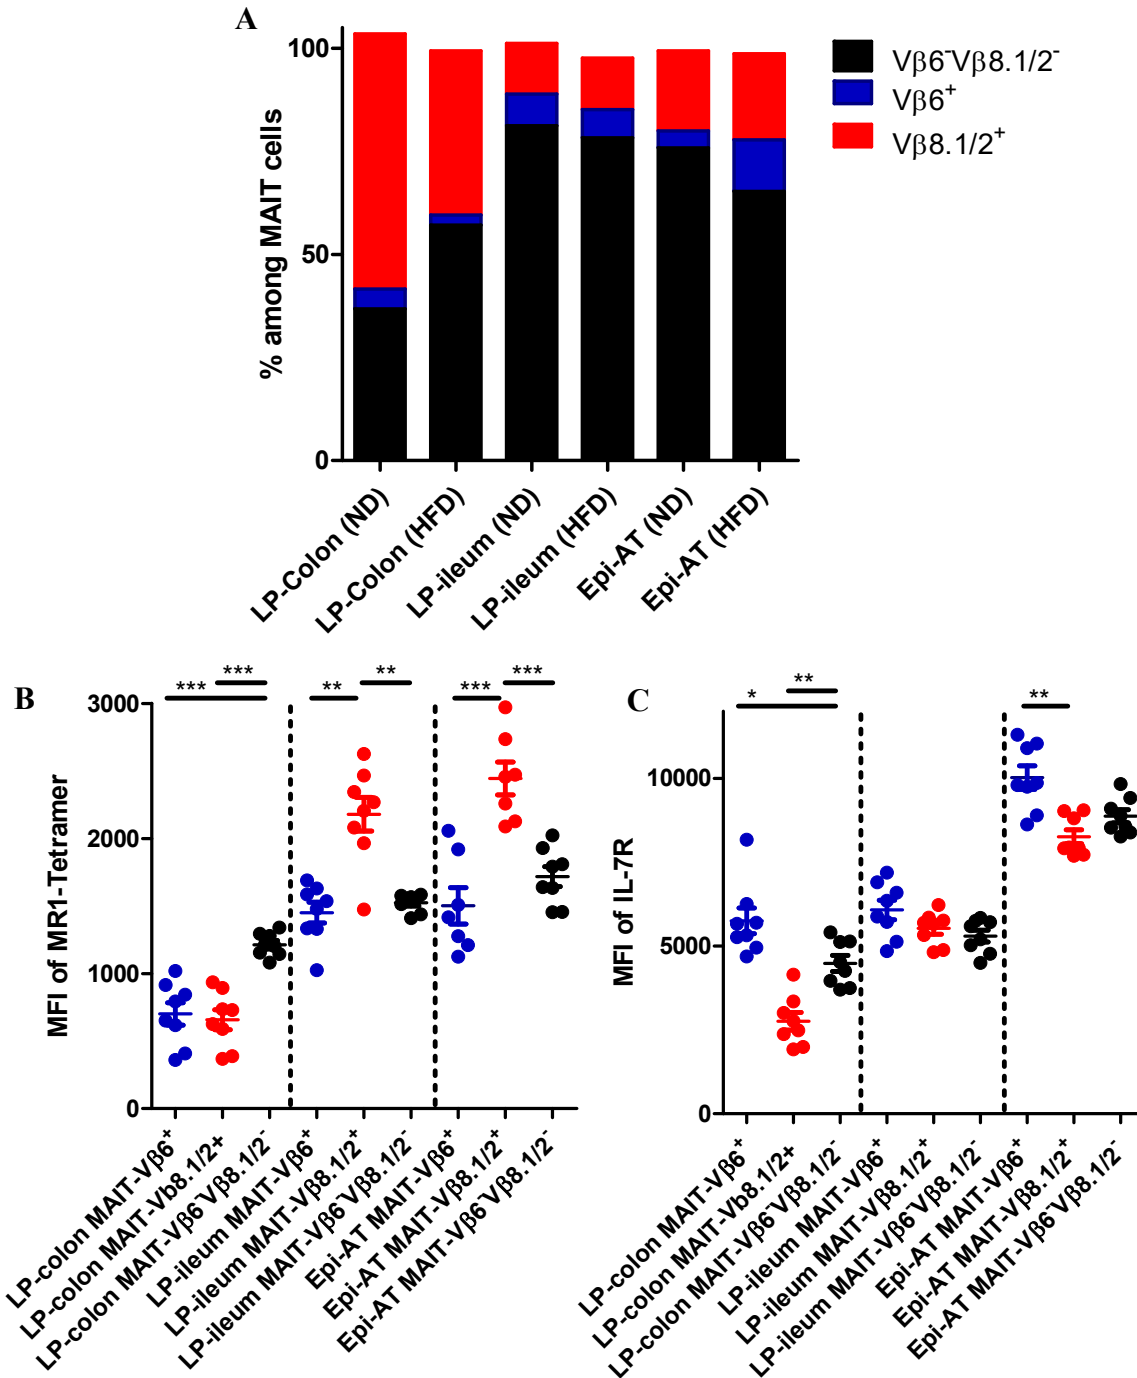 A
% among MAIT cells
100
50
0
Vβ6⁻Vβ8.1/2⁻
Vβ6⁺
Vβ8.1/2⁺
LP-Colon (ND)
LP-Colon (HFD)
LP-ileum (ND)
LP-ileum (HFD)
Epi-AT (ND)
Epi-AT (HFD)
B
MFI of MR1-Tetramer
3000
2000
1000
0
***
***
**
**
***
***
LP-colon MAIT-Vβ6⁺
LP-colon MAIT-Vb8.1/2+
LP-colon MAIT-Vβ6⁻Vβ8.1/2⁻
LP-ileum MAIT-Vβ6⁺
LP-ileum MAIT-Vβ8.1/2⁺
LP-ileum MAIT-Vβ6⁻Vβ8.1/2⁻
Epi-AT MAIT-Vβ6⁺
Epi-AT MAIT-Vβ8.1/2⁺
Epi-AT MAIT-Vβ6⁻Vβ8.1/2⁻
C
MFI of IL-7R
10000
5000
0
*
**
**
LP-colon MAIT-Vβ6⁺
LP-colon MAIT-Vb8.1/2+
LP-colon MAIT-Vβ6⁻Vβ8.1/2⁻
LP-ileum MAIT-Vβ6⁺
LP-ileum MAIT-Vβ8.1/2⁺
LP-ileum MAIT-Vβ6⁻Vβ8.1/2⁻
Epi-AT MAIT-Vβ6⁺
Epi-AT MAIT-Vβ8.1/2⁺
Epi-AT MAIT-Vβ6⁻Vβ8.1/2⁻